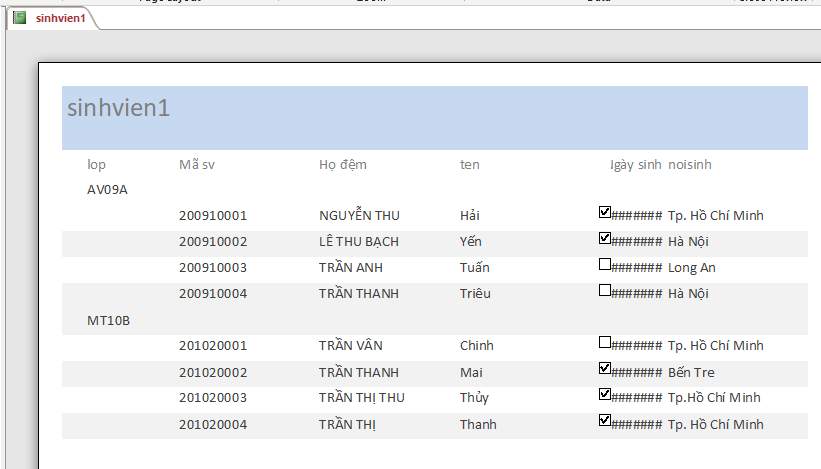 sinhvien1
sinhvien1
lop Mã sv Họ đệm ten Ngày sinh noisinh
AV09A
200910001 NGUYỄN THU Hải ####### Tp. Hồ Chí Minh
200910002 LÊ THU BẠCH Yến ####### Hà Nội
200910003 TRẦN ANH Tuấn ####### Long An
200910004 TRẦN THANH Triêu ####### Hà Nội
MT10B
201020001 TRẦN VÂN Chinh ####### Tp. Hồ Chí Minh
201020002 TRẦN THANH Mai ####### Bến Tre
201020003 TRẦN THỊ THU Thủy ####### Tp.Hồ Chí Minh
201020004 TRẦN THỊ Thanh ####### Tp. Hồ Chí Minh